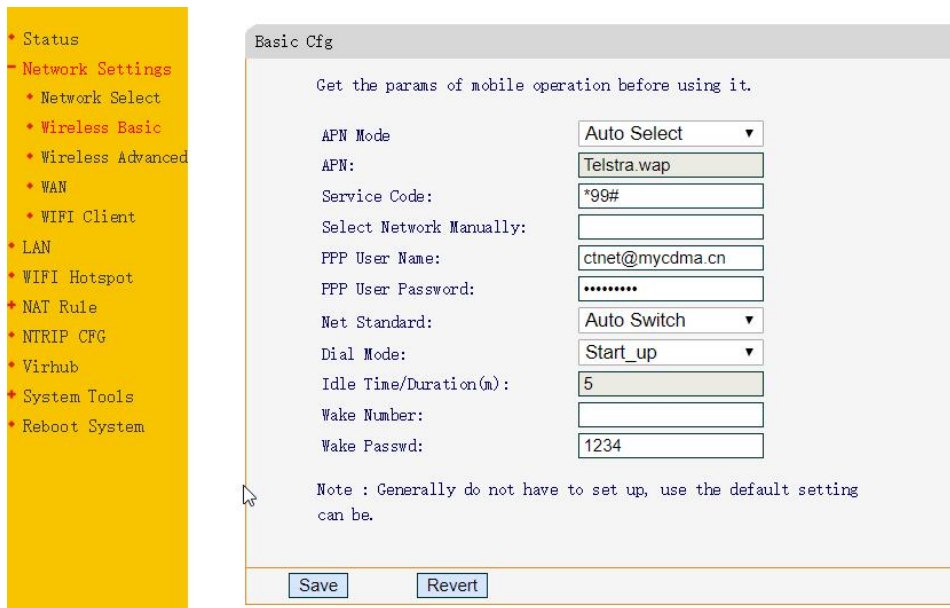 Status
Network Settings
Network Select
Wireless Basic
Wireless Advanced
WAN
WIFI Client
LAN
WIFI Hotspot
NAT Rule
NTRIP CFG
Virhub
System Tools
Reboot System
Basic Cfg
Get the params of mobile operation before using it.
APN Mode Auto Select
APN: Telstra.wap
Service Code: *99#
Select Network Manually:
PPP User Name: ctnet@mycdma.cn
PPP User Password: •••••••••
Net Standard: Auto Switch
Dial Mode: Start_up
Idle Time/Duration(m): 5
Wake Number:
Wake Passwd: 1234
Note : Generally do not have to set up, use the default setting
can be.
Save Revert